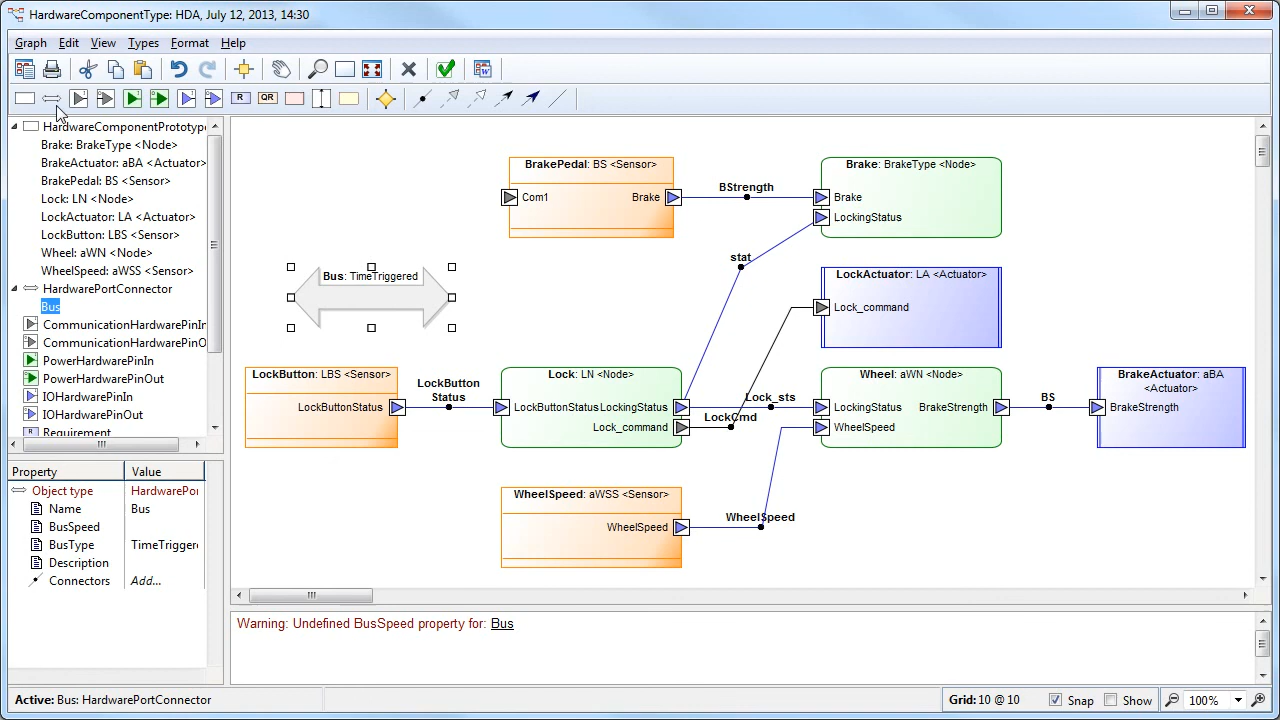 HardwareComponentType: HDA, July 12, 2013, 14:30
Graph Edit View Types Format Help
R QR
HardwareComponentPrototype
Brake: BrakeType <Node>
BrakeActuator: aBA <Actuator>
BrakePedal: BS <Sensor>
Lock: LN <Node>
LockActuator: LA <Actuator>
LockButton: LBS <Sensor>
Wheel: aWN <Node>
WheelSpeed: aWSS <Sensor>
HardwarePortConnector
Bus
CommunicationHardwarePinIn
CommunicationHardwarePinO
PowerHardwarePinIn
PowerHardwarePinOut
IOHardwarePinIn
IOHardwarePinOut
R Requirement
Property Value
Object type HardwarePor
Name Bus
BusSpeed
BusType TimeTriggere
Description
Connectors Add...
BrakePedal: BS <Sensor>
Com1 Brake
BStrength
Brake: BrakeType <Node>
Brake
LockingStatus
stat
Bus: TimeTriggered
LockActuator: LA <Actuator>
Lock_command
LockButton: LBS <Sensor>
LockButtonStatus
LockButton
Status
Lock: LN <Node>
LockButtonStatus LockingStatus
Lock_command
Lock_sts
LockCmd
Wheel: aWN <Node>
LockingStatus BrakeStrength
WheelSpeed
BS
BrakeActuator: aBA
<Actuator>
BrakeStrength
WheelSpeed: aWSS <Sensor>
WheelSpeed
WheelSpeed
Warning: Undefined BusSpeed property for: Bus
Active: Bus: HardwarePortConnector
Grid: 10 @ 10 Snap Show 100%